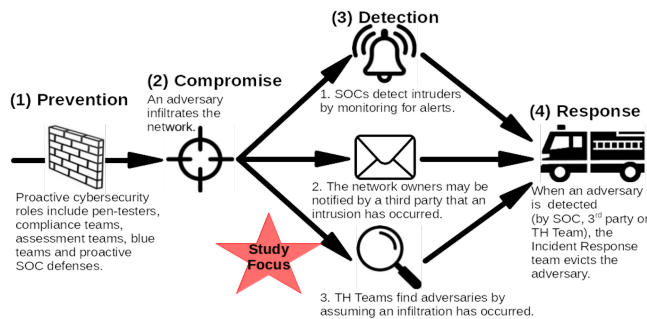 (3) Detection
(2) Compromise
An adversary
infiltrates the
network.
(1) Prevention
1. SOCs detect intruders
by monitoring for alerts.
(4) Response
Proactive cybersecurity
roles include pen-testers,
compliance teams,
assessment teams, blue
teams and proactive
SOC defenses.
2. The network owners may be
notified by a third party that an
intrusion has occurred.
Study
Focus
When an adversary
is detected
(by SOC, 3rd party or
TH Team), the
Incident Response
team evicts the
adversary.
3. TH Teams find adversaries by
assuming an infiltration has occurred.